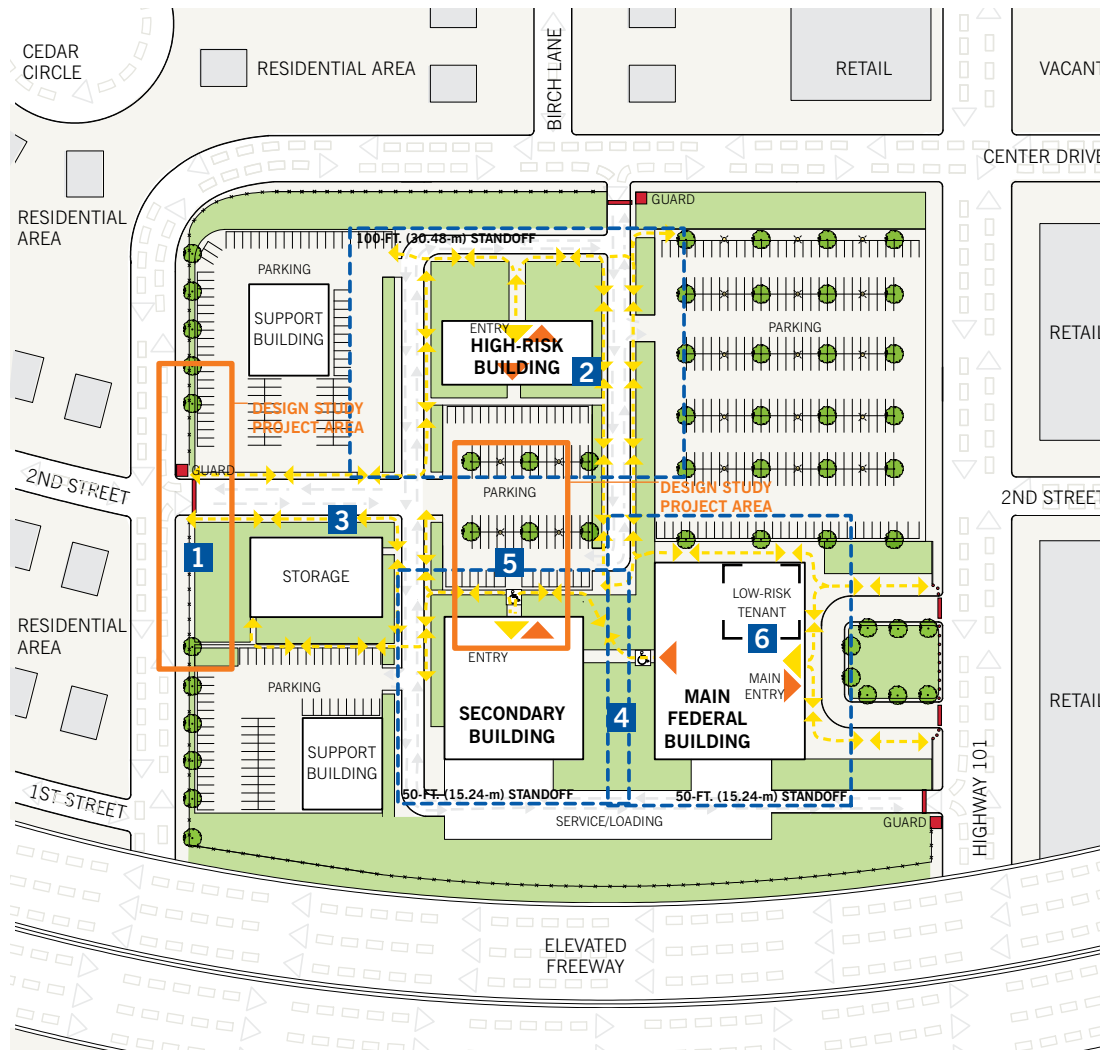 CEDAR
CIRCLE
RESIDENTIAL AREA
BIRCH LANE
RETAIL
VACANT
CENTER DRIVE
RESIDENTIAL
AREA
GUARD
100-FT. (30.48-m) STANDOFF
PARKING
SUPPORT
BUILDING
ENTRY
HIGH-RISK
BUILDING
2
PARKING
RETAIL
DESIGN STUDY
PROJECT AREA
GUARD
2ND STREET
PARKING
DESIGN STUDY
PROJECT AREA
2ND STREET
3
1
5
STORAGE
LOW-RISK
TENANT
6
RESIDENTIAL
AREA
ENTRY
MAIN
ENTRY
PARKING
SECONDARY
BUILDING
4
MAIN
FEDERAL
BUILDING
RETAIL
SUPPORT
BUILDING
1ST STREET
50-FT. (15.24-m) STANDOFF
50-FT. (15.24-m) STANDOFF
SERVICE/LOADING
GUARD
HIGHWAY 101
ELEVATED
FREEWAY